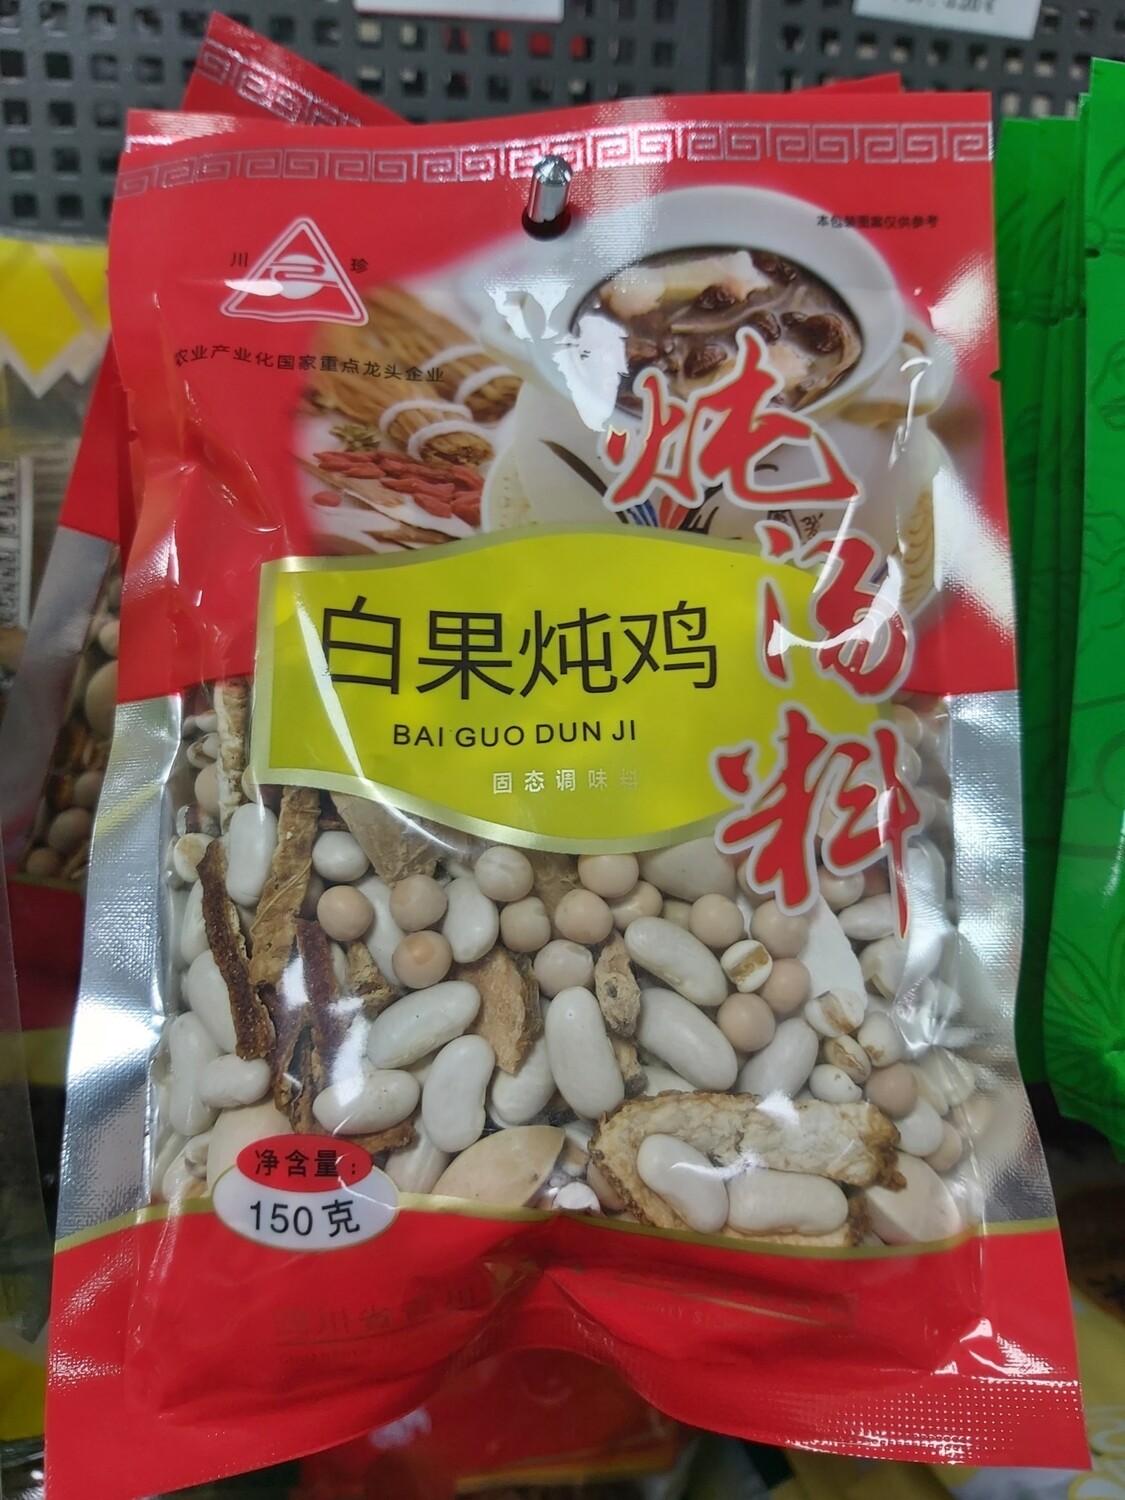 川 珍
本包装图案仅供参考
农业产业化国家重点龙头企业
炖汤料
白果炖鸡
BAI GUO DUN JI
固态调味料
净含量:
150克
川省